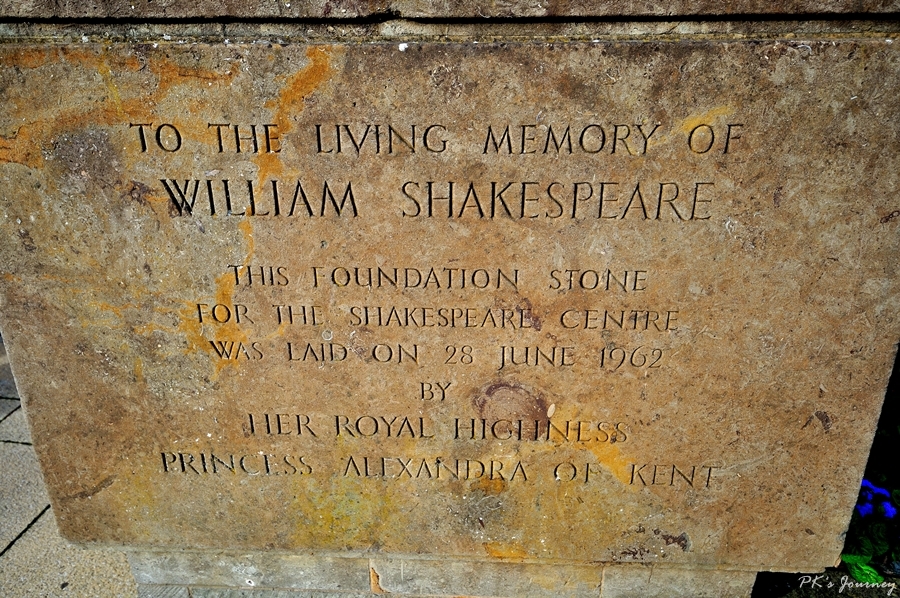 TO THE LIVING MEMORY OF
WILLIAM SHAKESPEARE
THIS FOUNDATION STONE
FOR THE SHAKESPEARE CENTRE
WAS LAID ON 28 JUNE 1962
BY
HER ROYAL HIGHNESS
PRINCESS ALEXANDRA OF KENT
PK's Journey